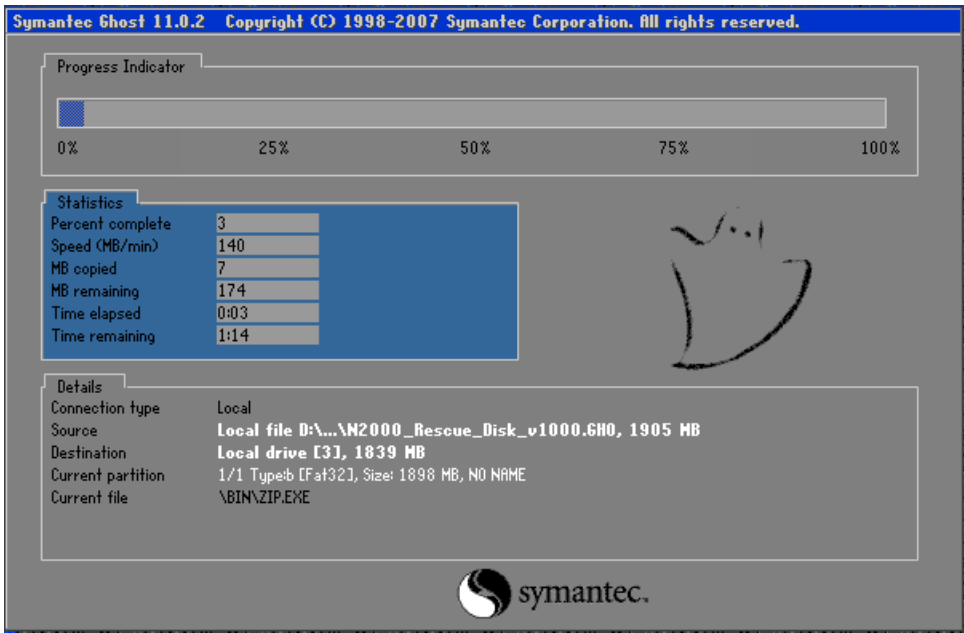 Symantec Ghost 11.0.2   Copyright (C) 1998-2007 Symantec Corporation. All rights reserved.
Progress Indicator
0% 25% 50% 75% 100%
Statistics
Percent complete 3
Speed (MB/min) 140
MB copied 7
MB remaining 174
Time elapsed 0:03
Time remaining 1:14
Details
Connection type Local
Source Local file D:\...\N2000_Rescue_Disk_v1000.GHO, 1905 MB
Destination Local drive [3], 1839 MB
Current partition 1/1 Type:b [Fat32], Size: 1898 MB, NO NAME
Current file \BIN\ZIP.EXE
symantec.